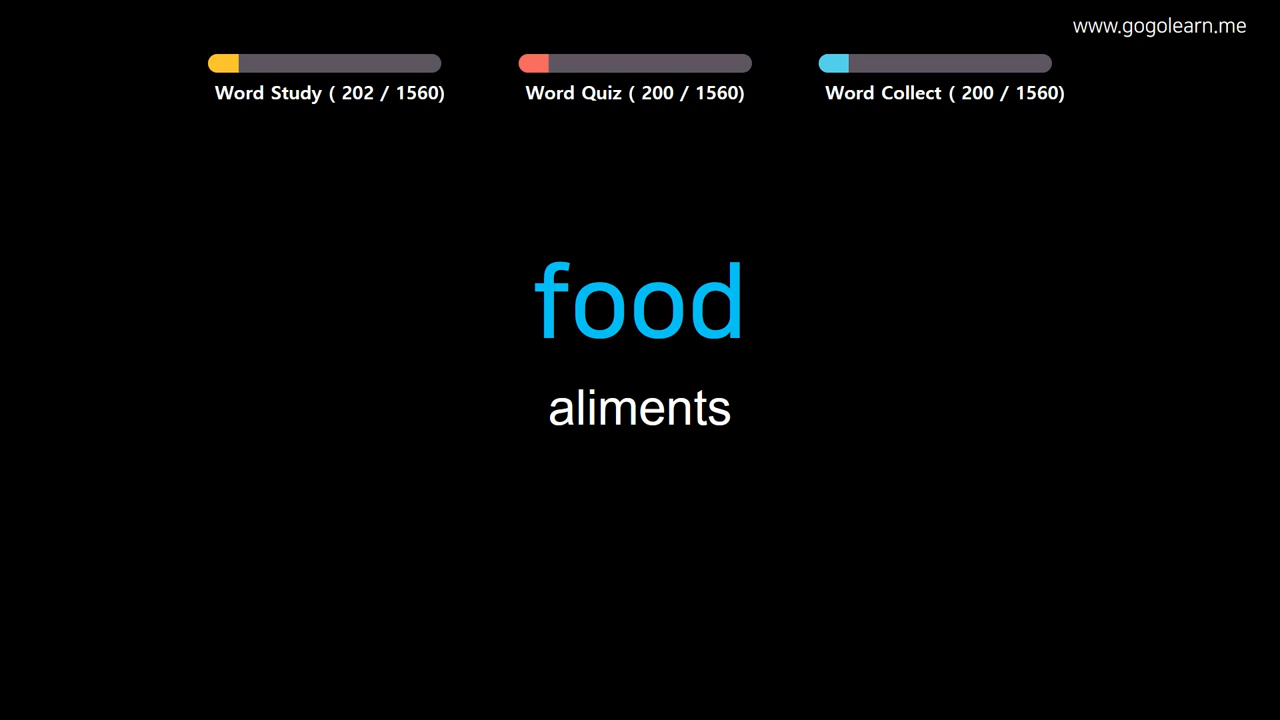 www.gogolearn.me
Word Study ( 202 / 1560)
Word Quiz ( 200 / 1560)
Word Collect ( 200 / 1560)
food
aliments